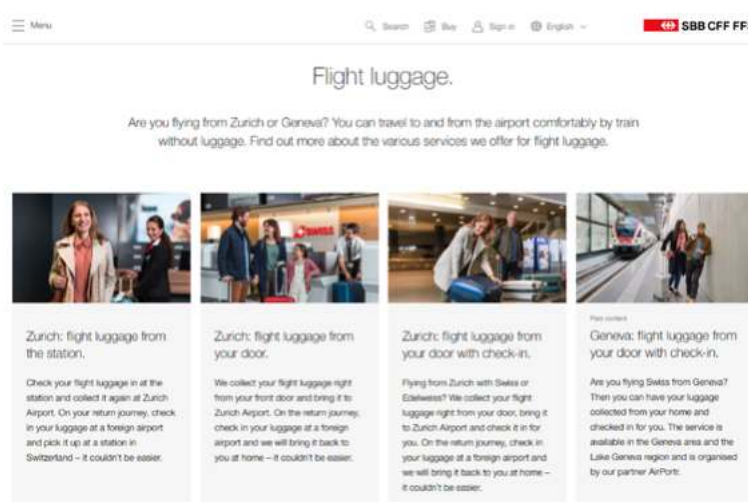 Menu
Search
Buy
Sign in
English
SBB CFF FF
Flight luggage.
Are you flying from Zurich or Geneva? You can travel to and from the airport comfortably by train
without luggage. Find out more about the various services we offer for flight luggage.
SWISS
Zurich: flight luggage from
the station.
Check your flight luggage in at the
station and collect it again at Zurich
Airport. On your return journey, check
in your luggage at a foreign airport
and pick it up at a station in
Switzerland – it couldn't be easier.
Zurich: flight luggage from
your door.
We collect your flight luggage right
from your front door and bring it to
Zurich Airport. On the return journey,
check in your luggage at a foreign
airport and we will bring it back to
you at home – it couldn't be easier.
Zurich: flight luggage from
your door with check-in.
Flying from Zurich with Swiss or
Edelweiss? We collect your flight
luggage right from your door, bring it
to Zurich Airport and check it in for
you. On the return journey, check in
your luggage at a foreign airport and
we will bring it back to you at home –
it couldn't be easier.
Paid content
Geneva: flight luggage from
your door with check-in.
Are you flying Swiss from Geneva?
Then you can have your luggage
collected from your home and
checked in for you. The service is
available in the Geneva area and the
Lake Geneva region and is organised
by our partner AirPortr.